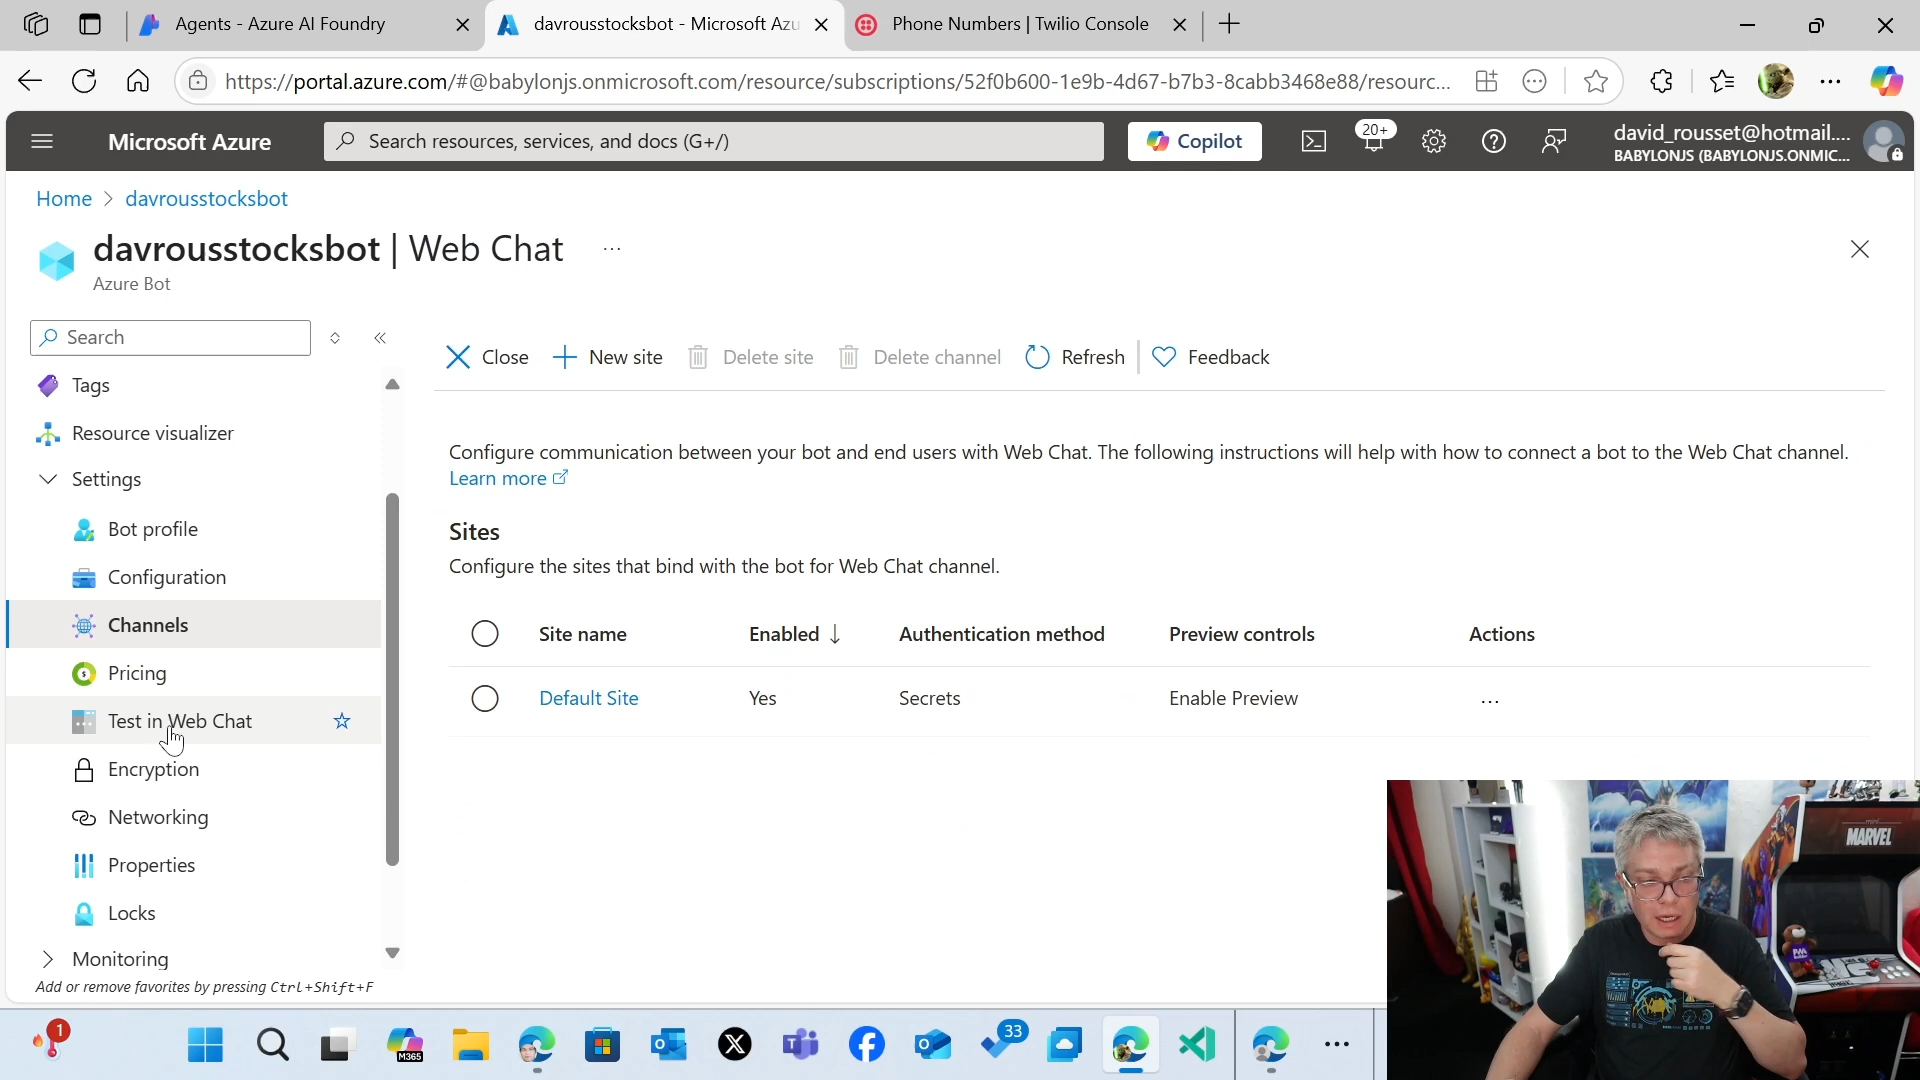 Agents - Azure AI Foundry
davrousstocksbot - Microsoft Azu
Phone Numbers | Twilio Console
https://portal.azure.com/#@babylonjs.onmicrosoft.com/resource/subscriptions/52f0b600-1e9b-4d67-b7b3-8cabb3468e88/resourc...
Microsoft Azure
Search resources, services, and docs (G+/)
Copilot
20+
david_rousset@hotmail....
BABYLONJS (BABYLONJS.ONMIC...
Home > davrousstocksbot
davrousstocksbot | Web Chat ...
Azure Bot
Search
Close
New site
Delete site
Delete channel
Refresh
Feedback
Tags
Resource visualizer
Settings
Bot profile
Configuration
Channels
Pricing
Test in Web Chat
Encryption
Networking
Properties
Locks
Monitoring
Add or remove favorites by pressing Ctrl+Shift+F
Configure communication between your bot and end users with Web Chat. The following instructions will help with how to connect a bot to the Web Chat channel.
Learn more
Sites
Configure the sites that bind with the bot for Web Chat channel.
Site name Enabled ↓ Authentication method Preview controls Actions
Default Site Yes Secrets Enable Preview ...
MARVEL
1
M365
33